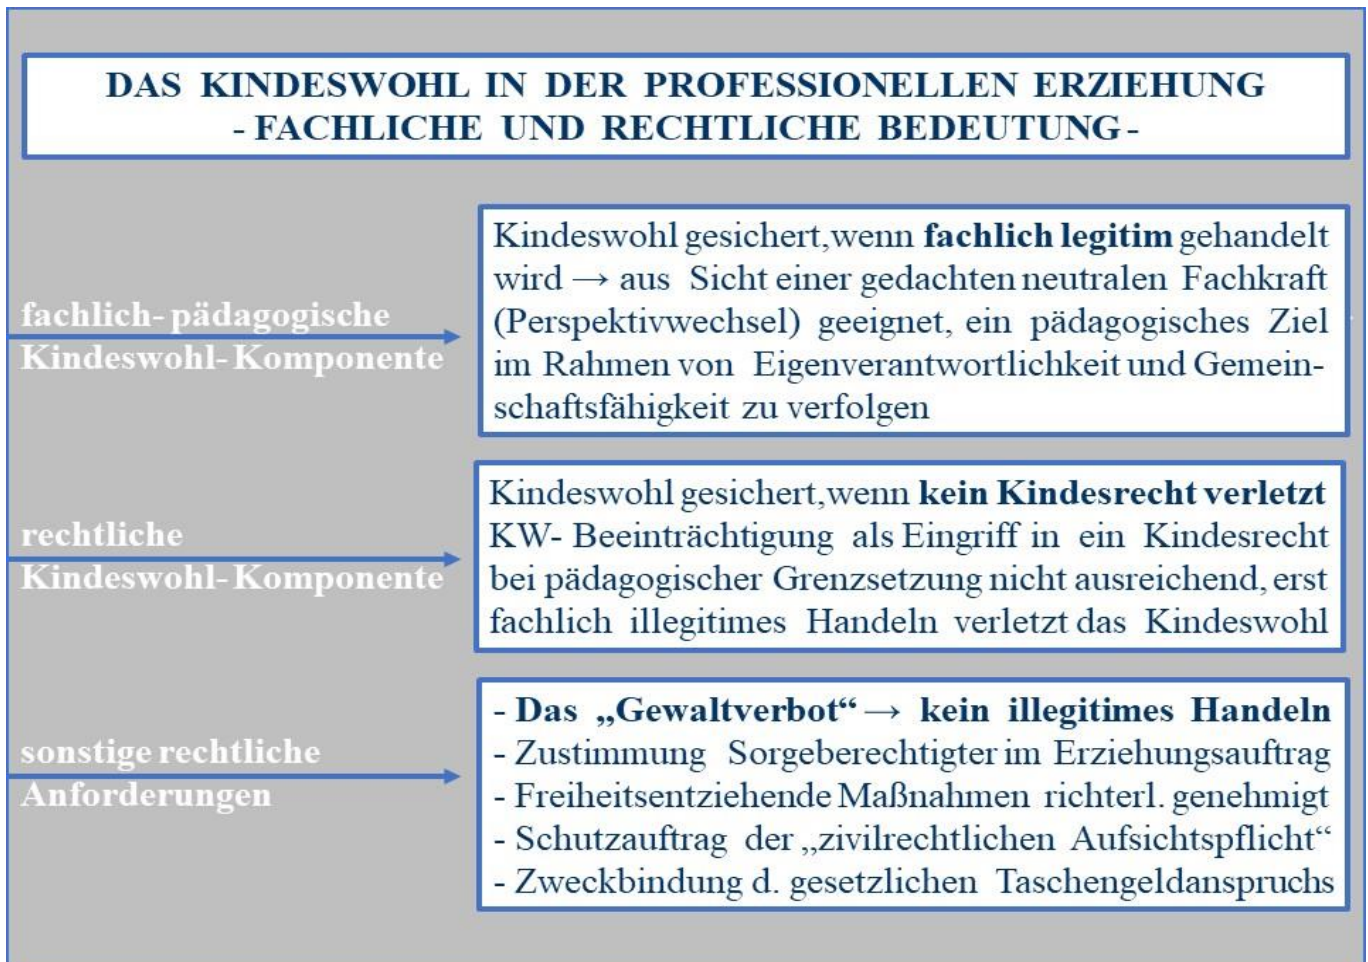 DAS KINDESWOHL IN DER PROFESSIONELLEN ERZIEHUNG
- FACHLICHE UND RECHTLICHE BEDEUTUNG -
fachlich- pädagogische
Kindeswohl- Komponente
Kindeswohl gesichert,wenn fachlich legitim gehandelt
wird → aus Sicht einer gedachten neutralen Fachkraft
(Perspektivwechsel) geeignet, ein pädagogisches Ziel
im Rahmen von Eigenverantwortlichkeit und Gemein-
schaftsfähigkeit zu verfolgen
rechtliche
Kindeswohl- Komponente
Kindeswohl gesichert,wenn kein Kindesrecht verletzt
KW- Beeinträchtigung als Eingriff in ein Kindesrecht
bei pädagogischer Grenzsetzung nicht ausreichend, erst
fachlich illegitimes Handeln verletzt das Kindeswohl
sonstige rechtliche
Anforderungen
- Das „Gewaltverbot“ → kein illegitimes Handeln
- Zustimmung Sorgeberechtigter im Erziehungsauftrag
- Freiheitsentziehende Maßnahmen richterl. genehmigt
- Schutzauftrag der „zivilrechtlichen Aufsichtspflicht“
- Zweckbindung d. gesetzlichen Taschengeldanspruchs